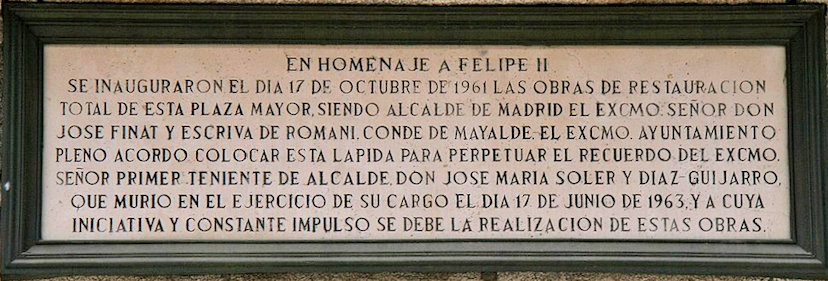 EN HOMENAJE A FELIPE II
SE INAUGURARON EL DIA 17 DE OCTUBRE DE 1961 LAS OBRAS DE RESTAURACION
TOTAL DE ESTA PLAZA MAYOR, SIENDO ALCALDE DE MADRID EL EXCMO. SEÑOR DON
JOSE FINAT Y ESCRIVA DE ROMANI, CONDE DE MAYALDE. EL EXCMO. AYUNTAMIENTO
PLENO ACORDO COLOCAR ESTA LAPIDA PARA PERPETUAR EL RECUERDO DEL EXCMO.
SEÑOR PRIMER TENIENTE DE ALCALDE, DON JOSE MARIA SOLER Y DIAZ-GUIJARRO,
QUE MURIO EN EL EJERCICIO DE SU CARGO EL DIA 17 DE JUNIO DE 1963, Y A CUYA
INICIATIVA Y CONSTANTE IMPULSO SE DEBE LA REALIZACIÓN DE ESTAS OBRAS.